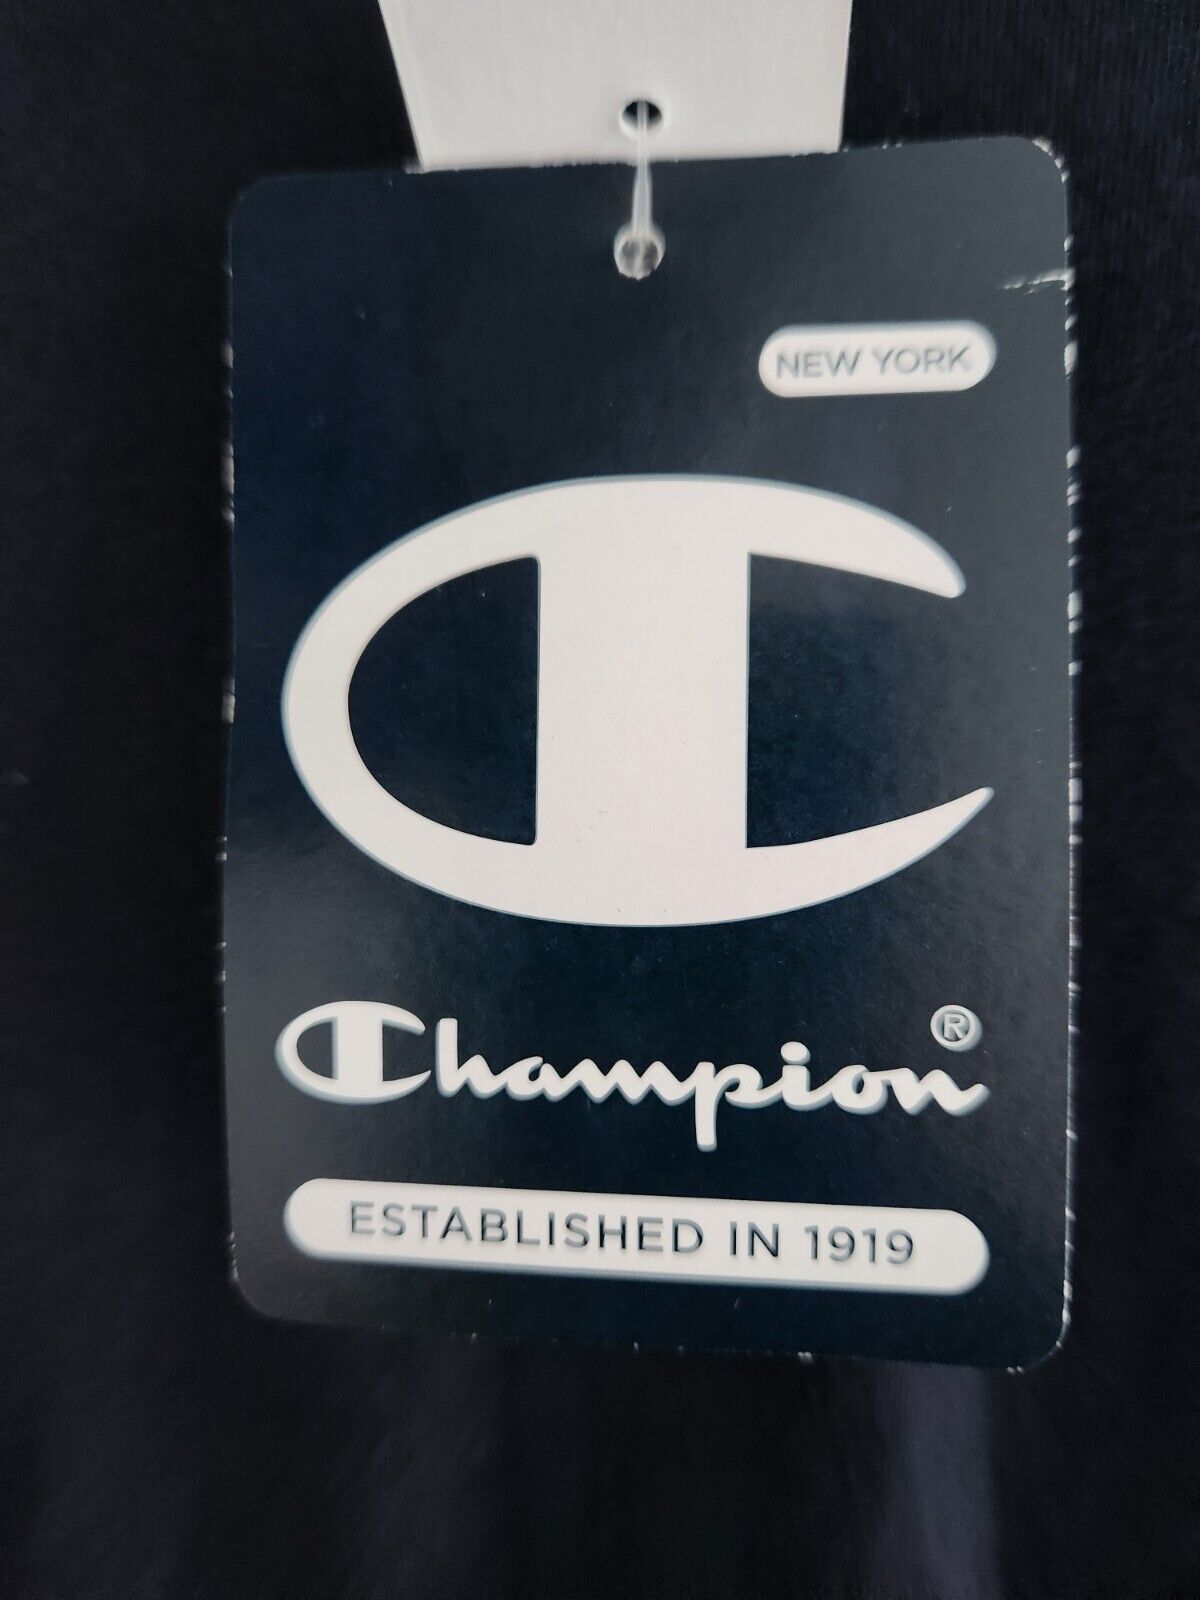 NEW YORK
C
Champion®
ESTABLISHED IN 1919